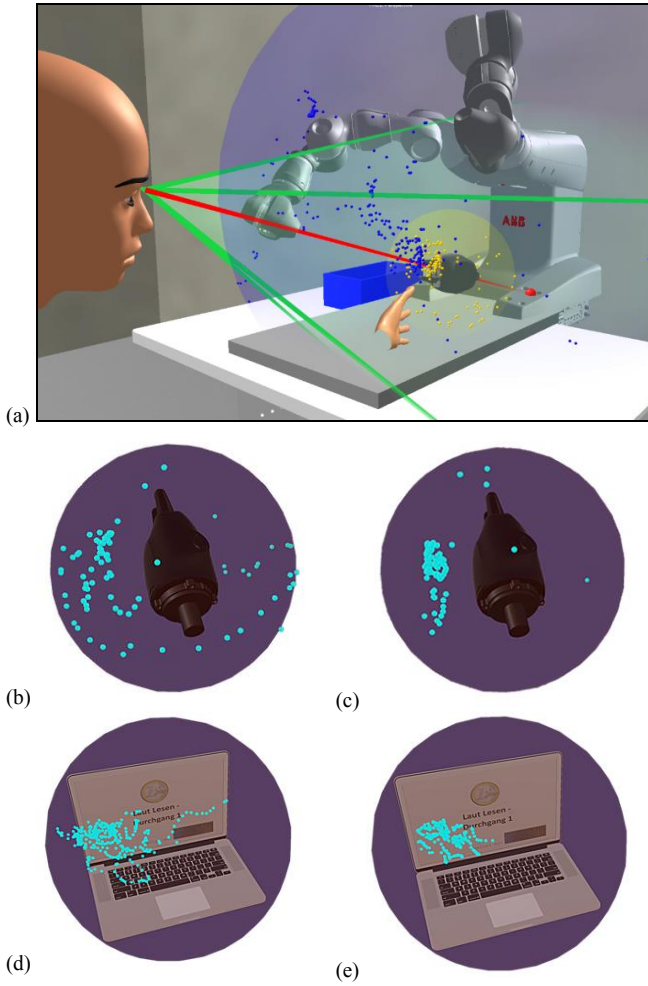 ABB
(a)
(b)
(c)
Laut Lesen -
Durchgang 1
Laut Lesen -
Durchgang 1
(d)
(e)